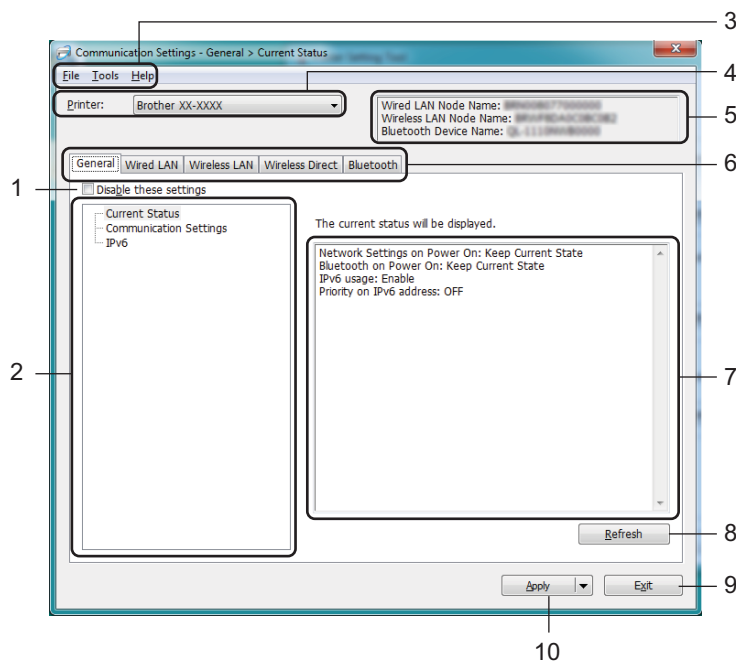 3
Communication Settings - General > Current Status
File Tools Help
4
Printer: Brother XX-XXXX
Wired LAN Node Name:
Wireless LAN Node Name:
Bluetooth Device Name:
5
General Wired LAN Wireless LAN Wireless Direct Bluetooth
6
1
Disable these settings
Current Status
Communication Settings
IPv6
The current status will be displayed.
Network Settings on Power On: Keep Current State
Bluetooth on Power On: Keep Current State
IPv6 usage: Enable
Priority on IPv6 address: OFF
2
7
Refresh
8
Apply
Exit
9
10